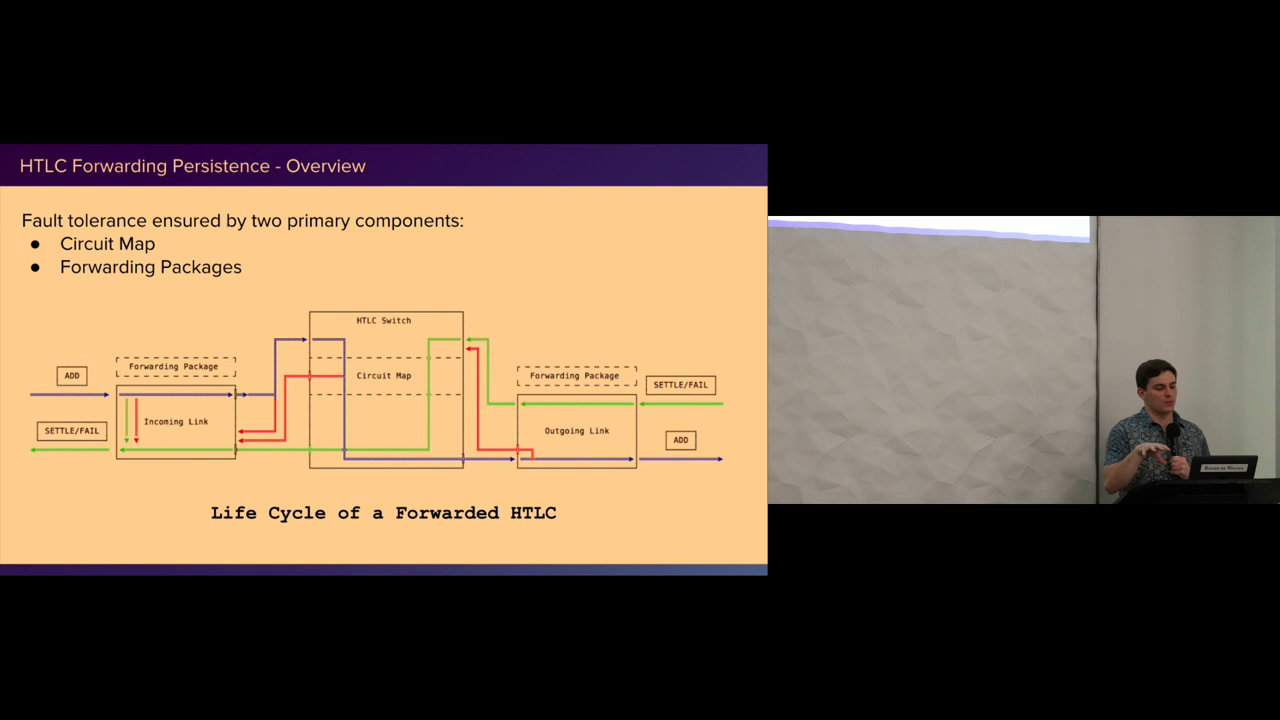 HTLC Forwarding Persistence - Overview
Fault tolerance ensured by two primary components:
● Circuit Map
● Forwarding Packages
HTLC Switch
Forwarding Package
ADD
Circuit Map
Forwarding Package
SETTLE/FAIL
Incoming Link
SETTLE/FAIL
Outgoing Link
ADD
Life Cycle of a Forwarded HTLC